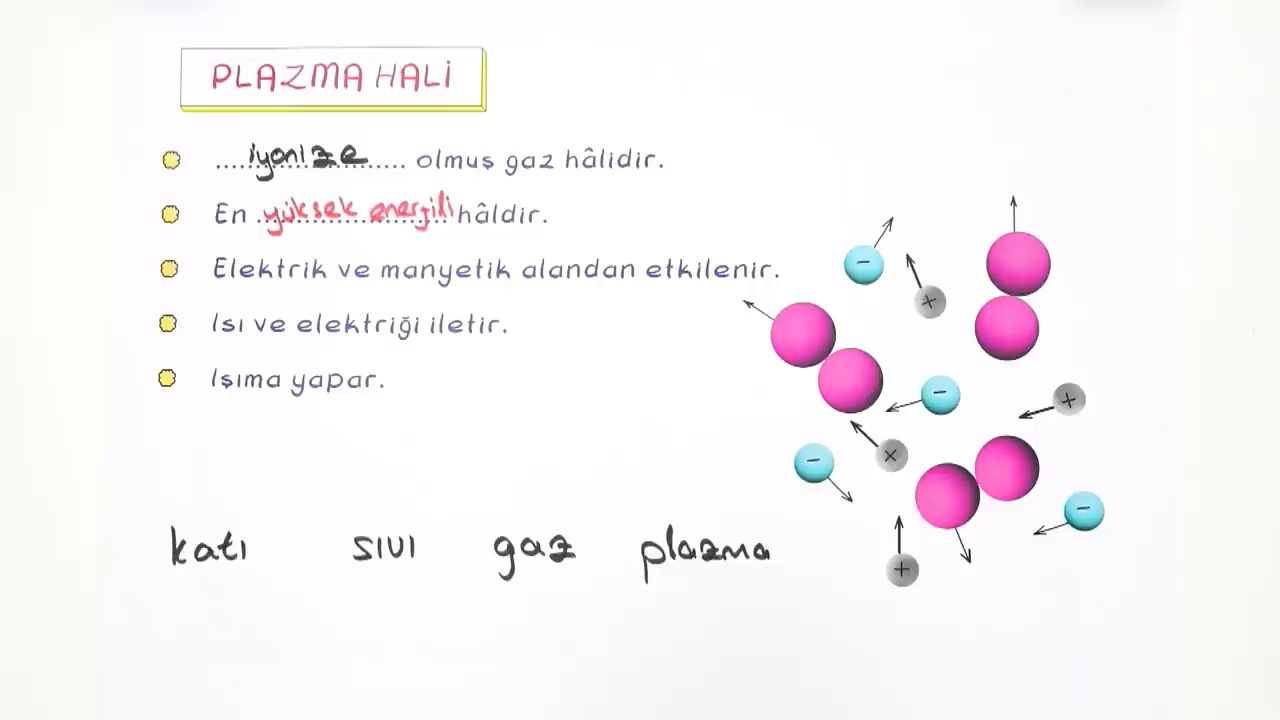 PLAZMA HALİ
iyonize olmuş gaz hâlidir.
En yüksek enerjili hâldir.
Elektrik ve manyetik alandan etkilenir.
Isı ve elektriği iletir.
Işıma yapar.
katı sıvı gaz plazma